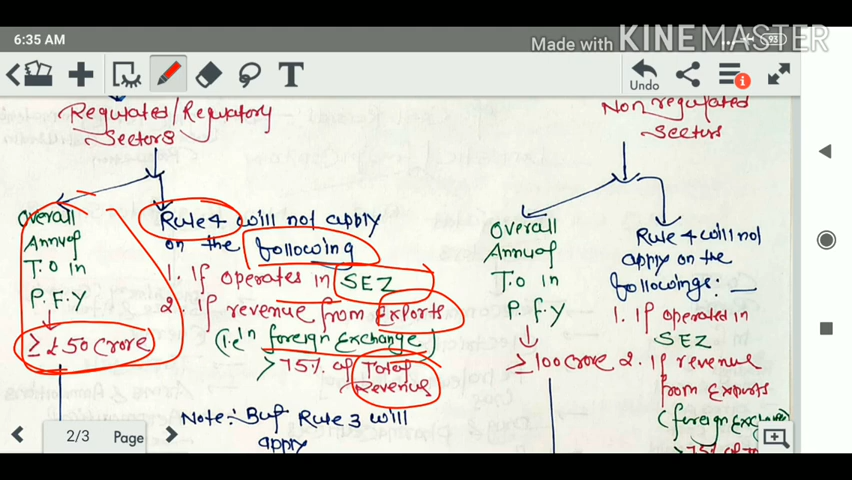 6:35 AM
93
Made with KINEMASTER
T
Undo
Regulated/Regulatory
Sectors
Overall
Annual
T.O in
P.F.Y
≥ ₹50 crore
Rule 4 will not apply
on the following
1. If operates in SEZ
2. if revenue from Exports
(i.e in foreign exchange)
> 75% of Total
Revenue
Note:- But Rule 3 will
apply
Non regulated
Sectors
Overall
Annual
T.O in
P.F.Y
≥ 100 crore
Rule 4 will not
apply on the
followings:
1. If operated in
SEZ
2. If revenue
from Exports
(foreign Exch
2/3 Page